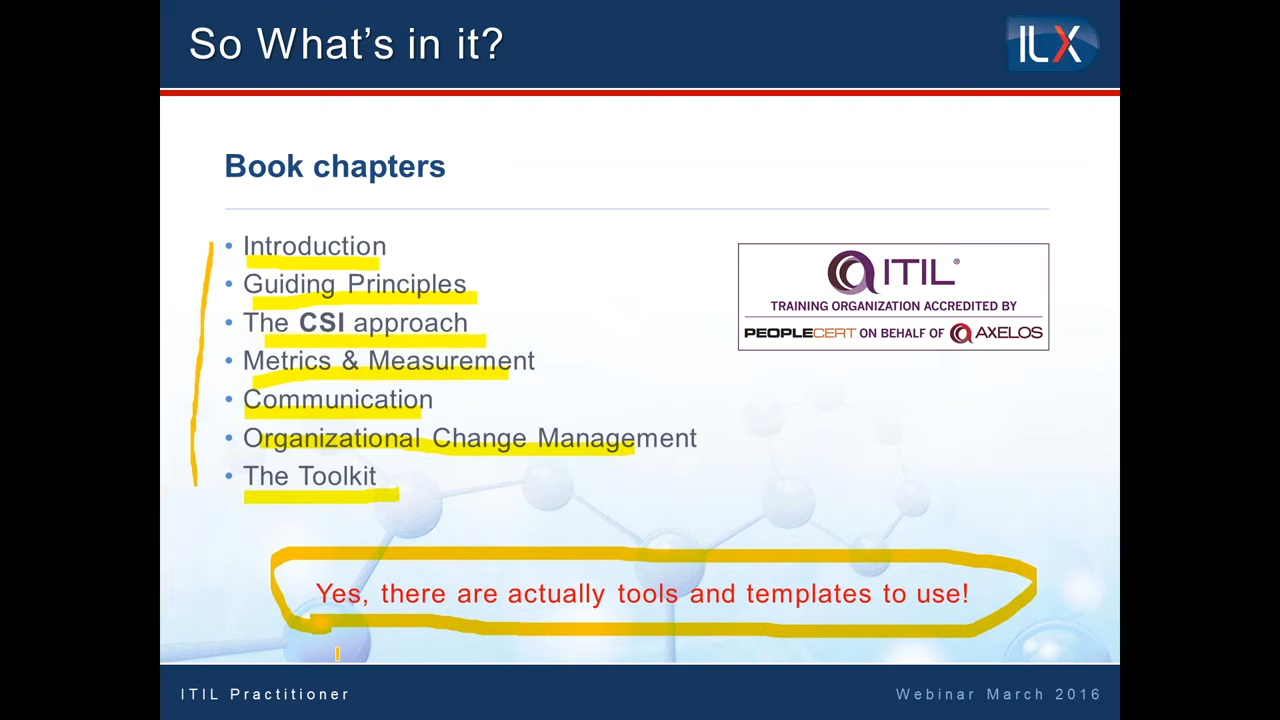 So What's in it?
ILX
Book chapters
• Introduction
• Guiding Principles
• The CSI approach
• Metrics & Measurement
• Communication
• Organizational Change Management
• The Toolkit
ITIL®
TRAINING ORGANIZATION ACCREDITED BY
PEOPLECERT ON BEHALF OF AXELOS
Yes, there are actually tools and templates to use!
ITIL Practitioner
Webinar March 2016